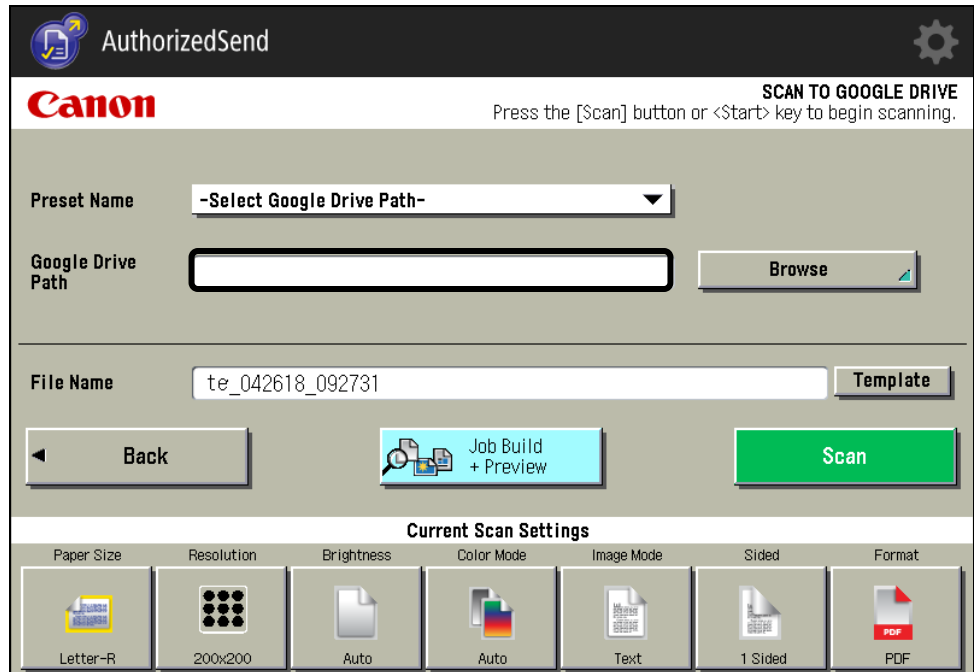 AuthorizedSend
Canon
SCAN TO GOOGLE DRIVE
Press the [Scan] button or <Start> key to begin scanning.
Preset Name
-Select Google Drive Path-
Google Drive
Path
Browse
File Name
te_042618_092731
Template
Back
Job Build
+ Preview
Scan
Current Scan Settings
Paper Size Resolution Brightness Color Mode Image Mode Sided Format
PDF
Letter-R 200x200 Auto Auto Text 1 Sided PDF